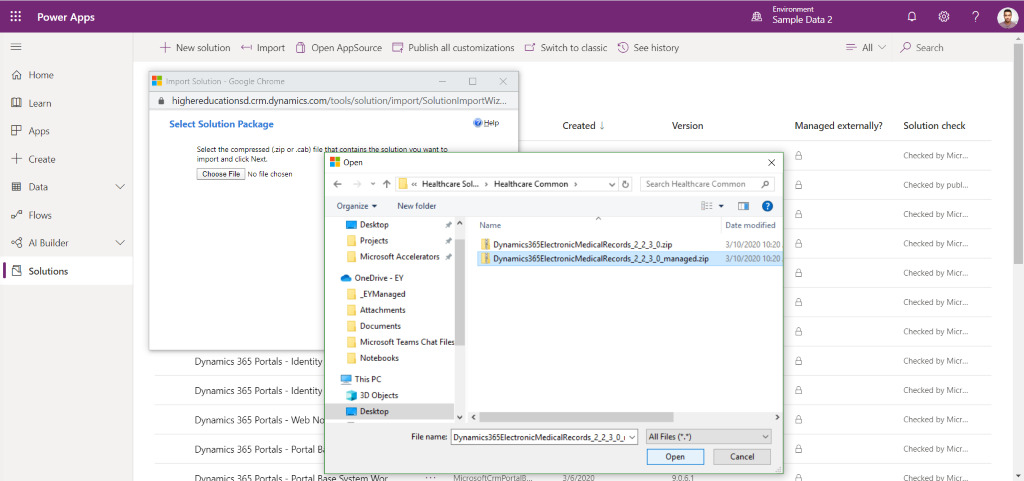 Power Apps
Environment
Sample Data 2
New solution
Import
Open AppSource
Publish all customizations
Switch to classic
See history
All
Search
Home
Learn
Apps
Create
Data
Flows
AI Builder
Solutions
Import Solution - Google Chrome
highereducationsd.crm.dynamics.com/tools/solution/import/SolutionImportWiz...
Select Solution Package
Help
Select the compressed (.zip or .cab) file that contains the solution you want to
import and click Next.
Choose File No file chosen
Created ↓
Version
Managed externally?
Solution check
Checked by Micr...
Checked by publ...
Checked by Micr...
Checked by Micr...
Checked by Micr...
Checked by Micr...
Checked by Micr...
Checked by Micr...
Checked by Micr...
Checked by Micr...
Checked by Micr...
Checked by Micr...
Open
« Healthcare Sol... › Healthcare Common ›
Search Healthcare Common
Organize
New folder
Desktop
Projects
Microsoft Accelerators
OneDrive - EY
_EYManaged
Attachments
Documents
Microsoft Teams Chat Files
Notebooks
This PC
3D Objects
Desktop
Name
Date modified
Dynamics365ElectronicMedicalRecords_2_2_3_0.zip
3/10/2020 10:20
Dynamics365ElectronicMedicalRecords_2_2_3_0_managed.zip
3/10/2020 10:20
File name:
Dynamics365ElectronicMedicalRecords_2_2_3_0_
All Files (*.*)
Open
Cancel
Dynamics 365 Portals - Identity
Dynamics 365 Portals - Identity
Dynamics 365 Portals - Web No
Dynamics 365 Portals - Portal Ba
Dynamics 365 Portals - Portal Base System Wor
...
MicrosoftCrmPortalB...
3/6/2020
9.0.6.1